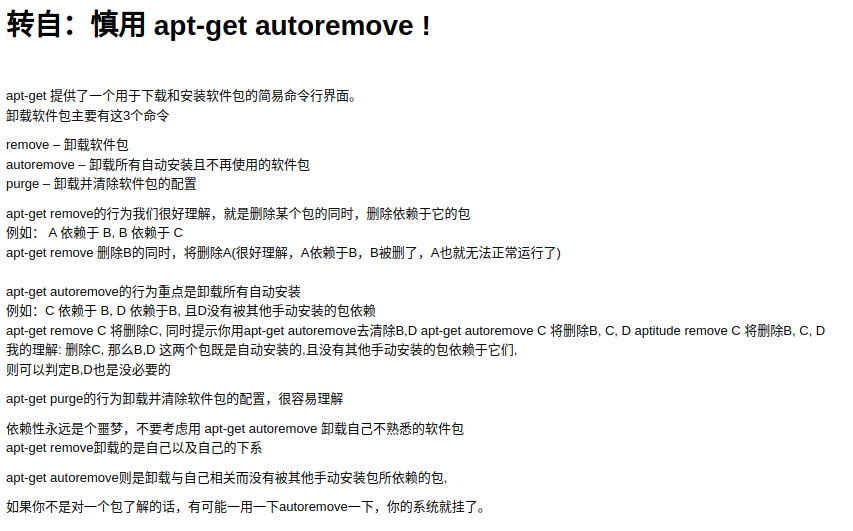 转自：慎用 apt-get autoremove !
apt-get 提供了一个用于下载和安装软件包的简易命令行界面。
卸载软件包主要有这3个命令
remove – 卸载软件包
autoremove – 卸载所有自动安装且不再使用的软件包
purge – 卸载并清除软件包的配置
apt-get remove的行为我们很好理解，就是删除某个包的同时，删除依赖于它的包
例如： A 依赖于 B, B 依赖于 C
apt-get remove 删除B的同时，将删除A(很好理解，A依赖于B，B被删了，A也就无法正常运行了)
apt-get autoremove的行为重点是卸载所有自动安装
例如：C 依赖于 B, D 依赖于B, 且D没有被其他手动安装的包依赖
apt-get remove C 将删除C, 同时提示你用apt-get autoremove去清除B,D apt-get autoremove C 将删除B, C, D aptitude remove C 将删除B, C, D
我的理解: 删除C, 那么B,D 这两个包既是自动安装的,且没有其他手动安装的包依赖于它们,
则可以判定B,D也是没必要的
apt-get purge的行为卸载并清除软件包的配置，很容易理解
依赖性永远是个噩梦，不要考虑用 apt-get autoremove 卸载自己不熟悉的软件包
apt-get remove卸载的是自己以及自己的下系
apt-get autoremove则是卸载与自己相关而没有被其他手动安装包所依赖的包,
如果你不是对一个包了解的话，有可能一用一下autoremove一下，你的系统就挂了。